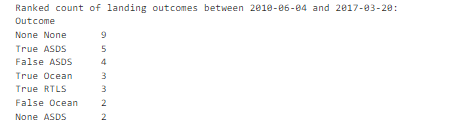 Ranked count of landing outcomes between 2010-06-04 and 2017-03-20:
Outcome
None None 9
True ASDS 5
False ASDS 4
True Ocean 3
True RTLS 3
False Ocean 2
None ASDS 2